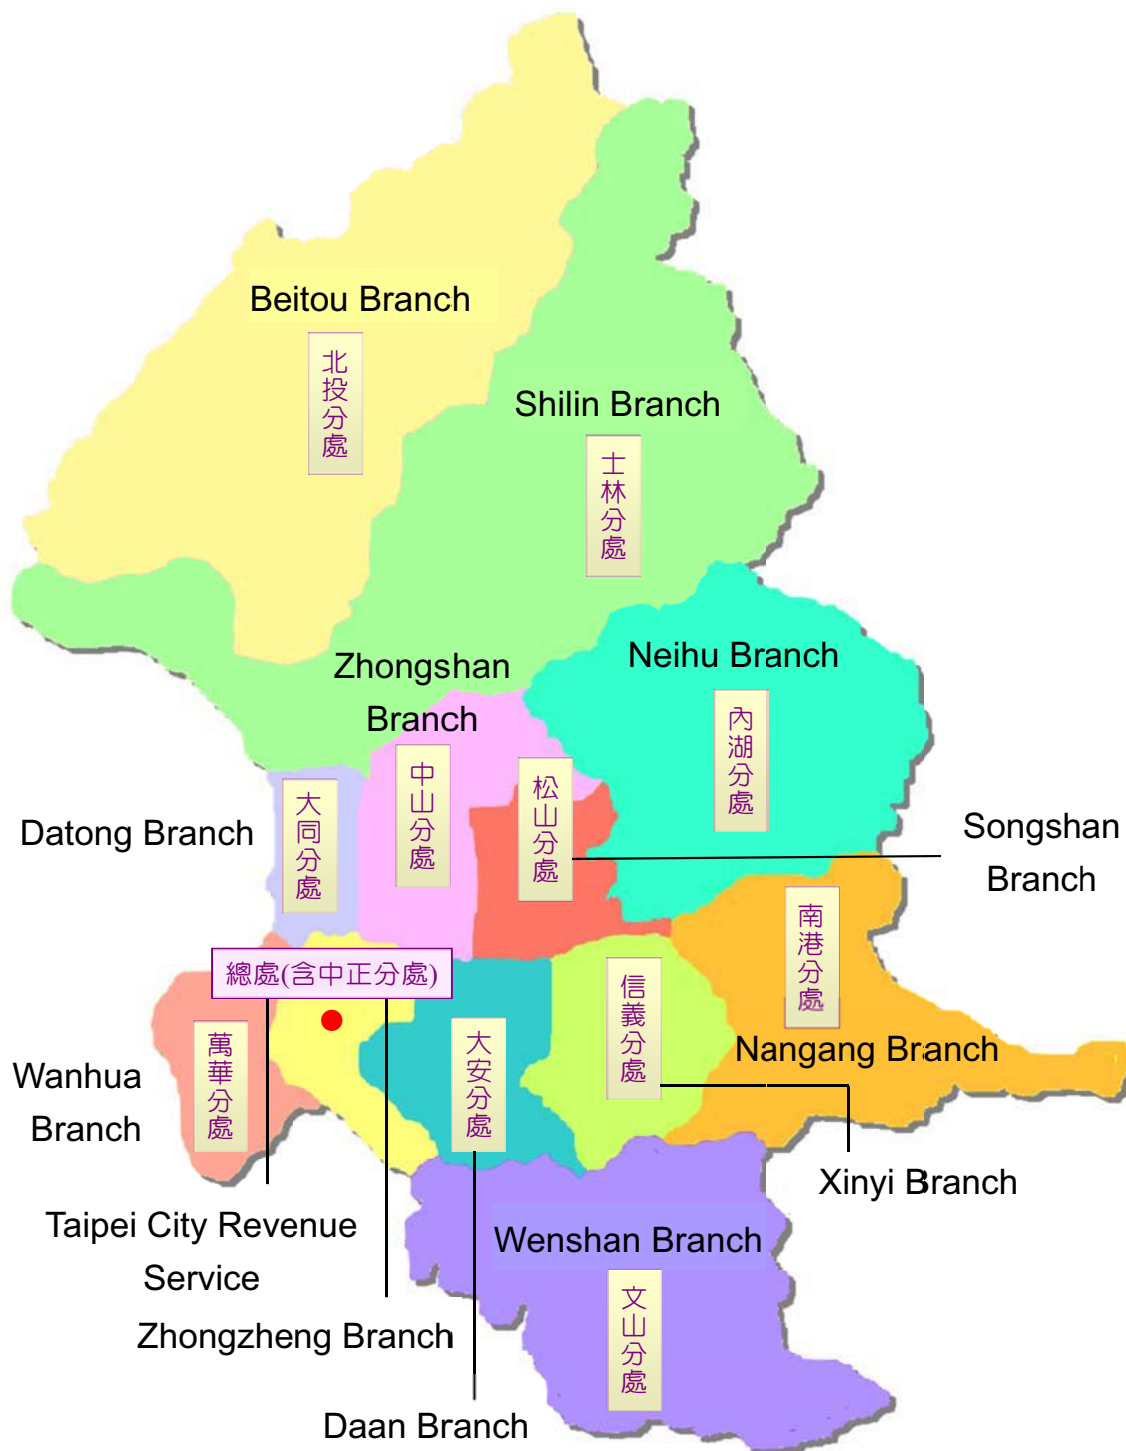 Beitou Branch
北投分處
Shilin Branch
士林分處
Zhongshan
Branch
中山分處
Neihu Branch
內湖分處
Datong Branch
大同分處
松山分處
Songshan
Branch
南港分處
Nangang Branch
總處(含中正分處)
信義分處
Wanhua
Branch
萬華分處
大安分處
Xinyi Branch
Taipei City Revenue
Service
Wenshan Branch
文山分處
Zhongzheng Branch
Daan Branch